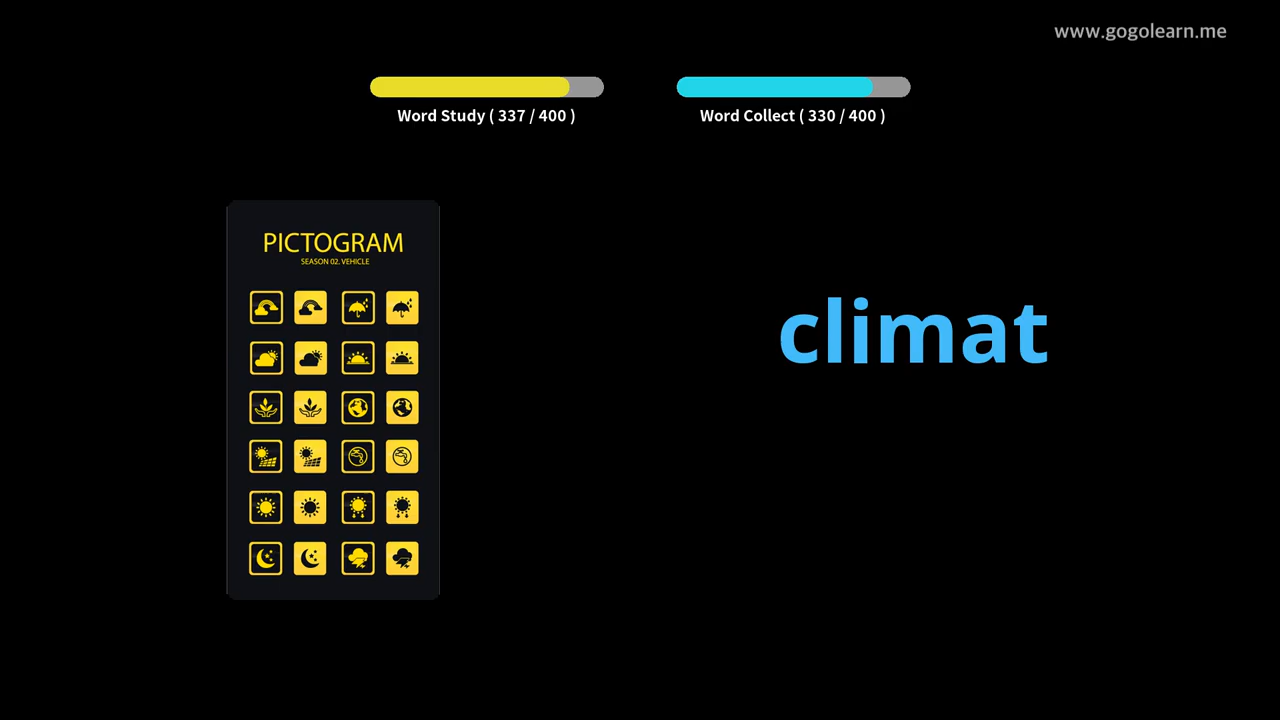 www.gogolearn.me
Word Study ( 337 / 400 )
Word Collect ( 330 / 400 )
PICTOGRAM
SEASON 02. VEHICLE
climat